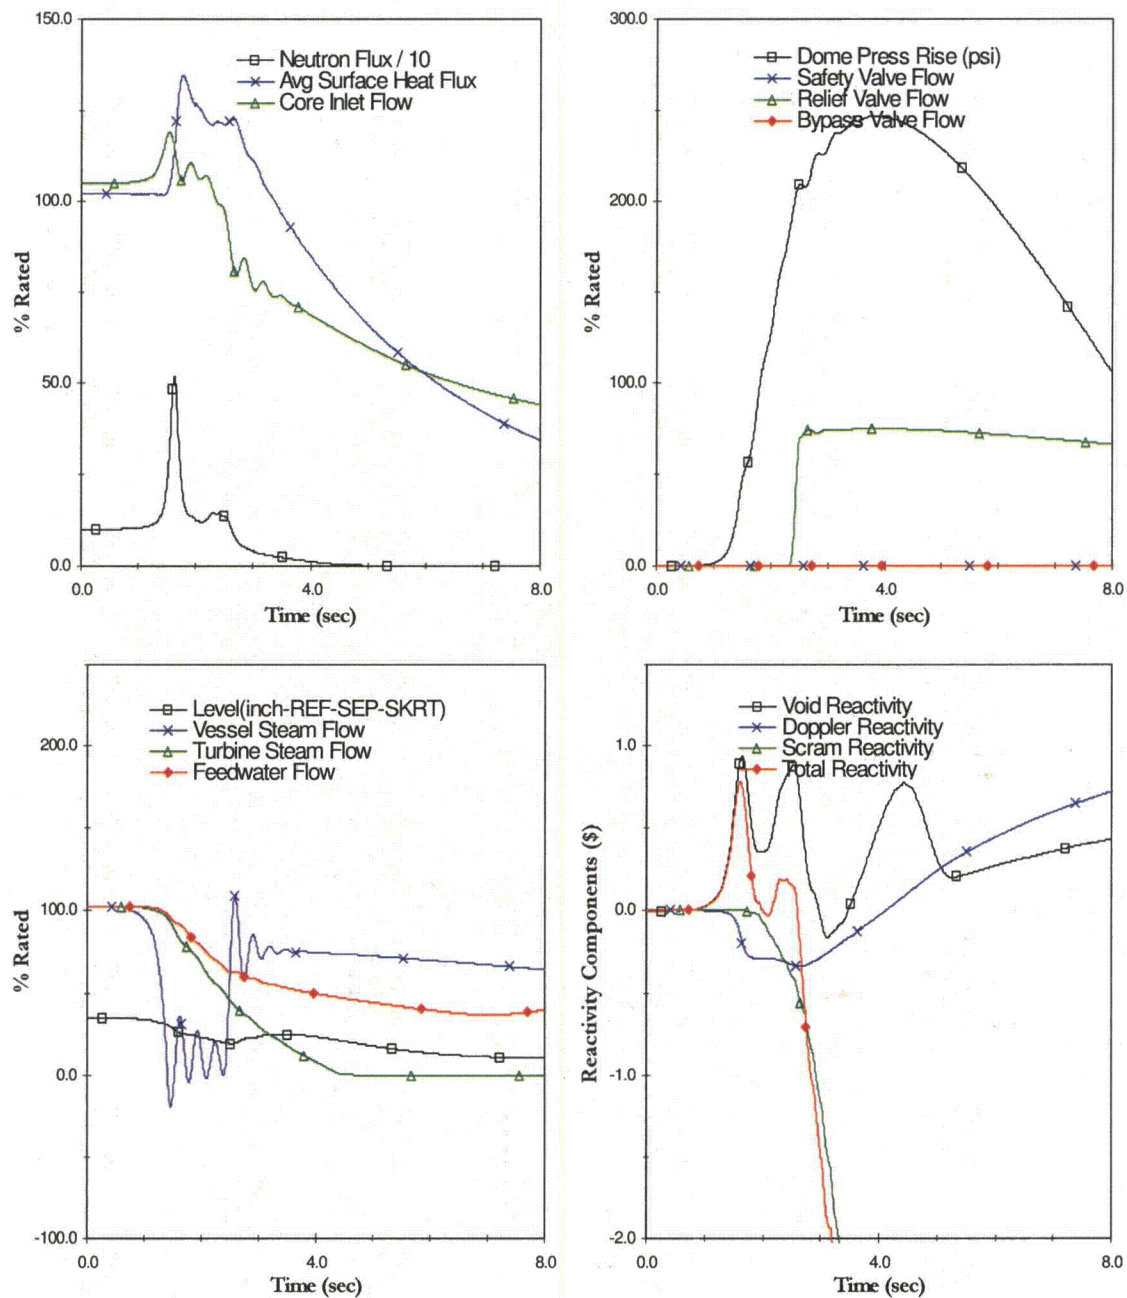 150.0
Neutron Flux / 10
Avg Surface Heat Flux
Core Inlet Flow
100.0
% Rated
50.0
0.0
0.0 4.0 8.0
Time (sec)
300.0
Dome Press Rise (psi)
Safety Valve Flow
Relief Valve Flow
Bypass Valve Flow
200.0
% Rated
100.0
0.0
0.0 4.0 8.0
Time (sec)
Level(inch-REF-SEP-SKRT)
Vessel Steam Flow
Turbine Steam Flow
Feedwater Flow
200.0
% Rated
100.0
0.0
-100.0
0.0 4.0 8.0
Time (sec)
1.5
Void Reactivity
Doppler Reactivity
Scram Reactivity
Total Reactivity
1.0
Reactivity Components ($)
0.0
-1.0
-2.0
0.0 4.0 8.0
Time (sec)